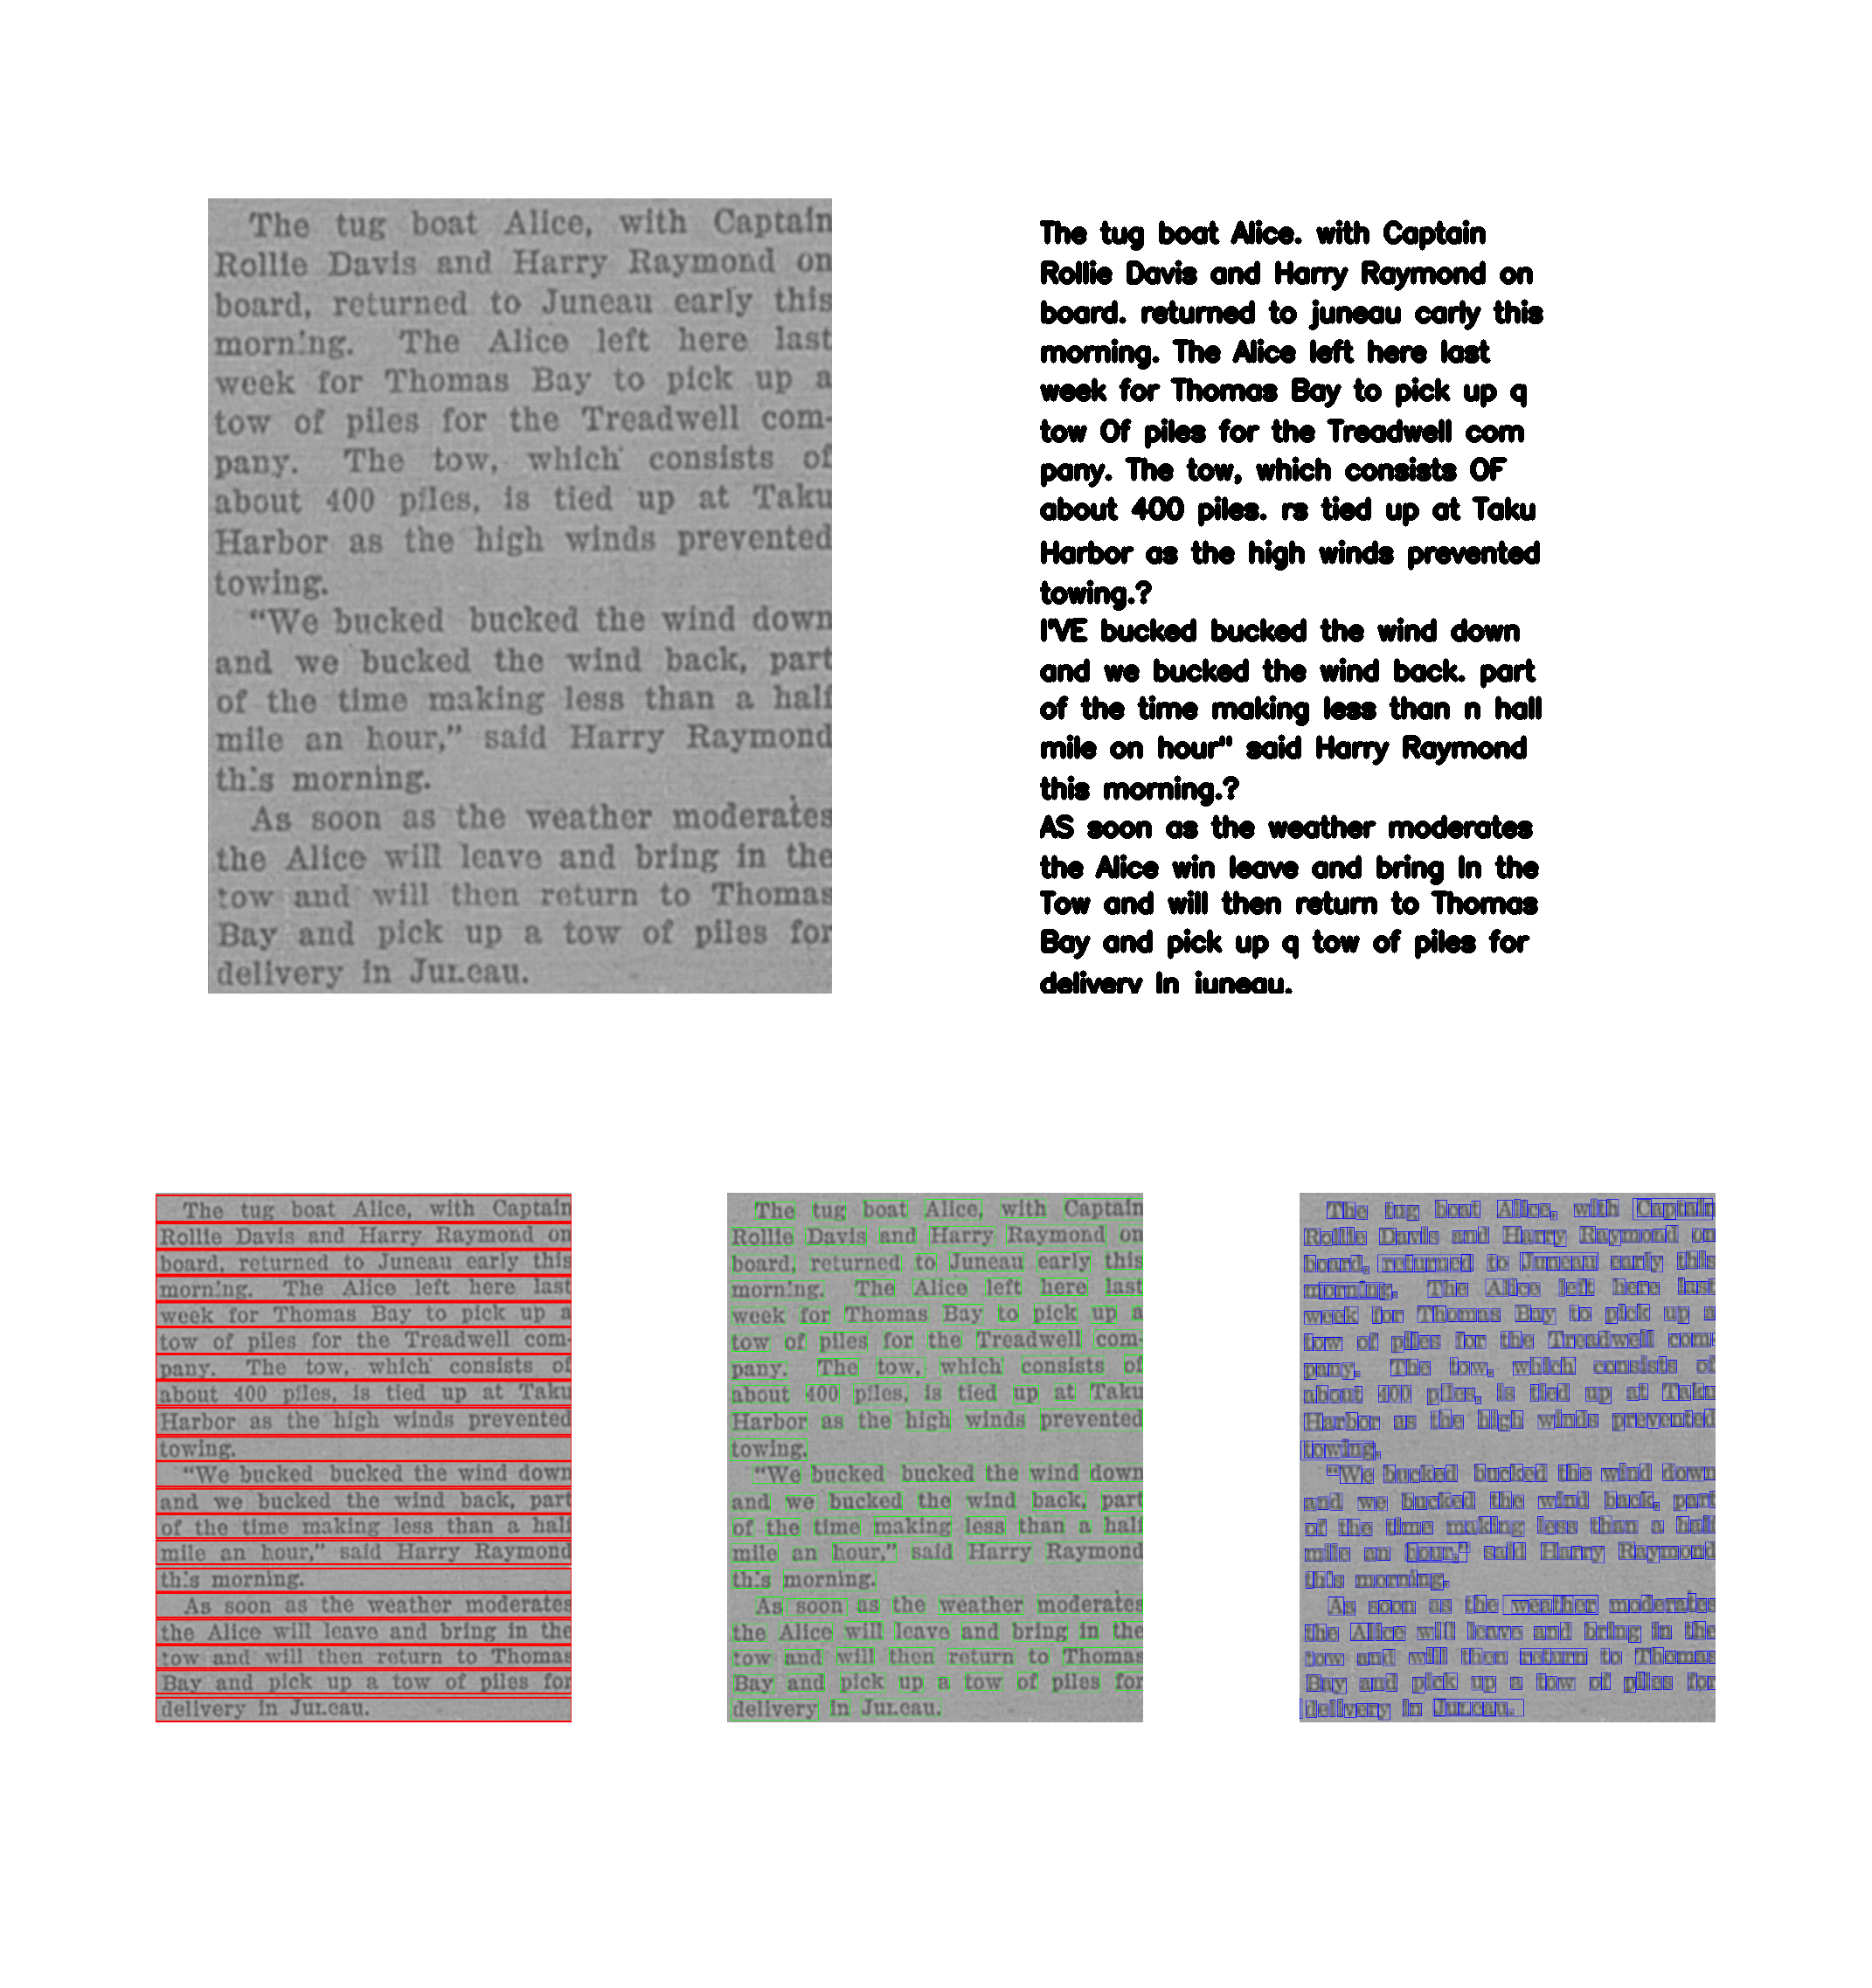 The tug boat Alice, with Captain
Rollie Davis and Harry Raymond on
board, returned to Juneau early this
morning. The Alice left here last
week for Thomas Bay to pick up a
tow of piles for the Treadwell com-
pany. The tow, which consists of
about 400 piles, is tied up at Taku
Harbor as the high winds prevented
towing.
“We bucked bucked the wind down
and we bucked the wind back, part
of the time making less than a half
mile an hour,” said Harry Raymond
this morning.
As soon as the weather moderates
the Alice will leave and bring in the
tow and will then return to Thomas
Bay and pick up a tow of piles for
delivery in Juneau.
The tug boat Alice. with Captain
Rollie Davis and Harry Raymond on
board. returned to juneau carly this
morning. The Alice left here last
week for Thomas Bay to pick up q
tow Of piles for the Treadwell com
pany. The tow, which consists OF
about 400 piles. rs tied up at Taku
Harbor as the high winds prevented
towing.?
I'VE bucked bucked the wind down
and we bucked the wind back. part
of the time making less than n hall
mile on hour" said Harry Raymond
this morning.?
AS soon as the weather moderates
the Alice win leave and bring In the
Tow and will then return to Thomas
Bay and pick up q tow of piles for
delivery In juneau.
The tug boat Alice, with Captain
Rollie Davis and Harry Raymond on
board, returned to Juneau early this
morning. The Alice left here last
week for Thomas Bay to pick up a
tow of piles for the Treadwell com-
pany. The tow, which consists of
about 400 piles, is tied up at Taku
Harbor as the high winds prevented
towing.
“We bucked bucked the wind down
and we bucked the wind back, part
of the time making less than a half
mile an hour,” said Harry Raymond
this morning.
As soon as the weather moderates
the Alice will leave and bring in the
tow and will then return to Thomas
Bay and pick up a tow of piles for
delivery in Juneau.
The tug boat Alice, with Captain
Rollie Davis and Harry Raymond on
board, returned to Juneau early this
morning. The Alice left here last
week for Thomas Bay to pick up a
tow of piles for the Treadwell com-
pany. The tow, which consists of
about 400 piles, is tied up at Taku
Harbor as the high winds prevented
towing.
“We bucked bucked the wind down
and we bucked the wind back, part
of the time making less than a half
mile an hour,” said Harry Raymond
this morning.
As soon as the weather moderates
the Alice will leave and bring in the
tow and will then return to Thomas
Bay and pick up a tow of piles for
delivery in Juneau.
The tug boat Alice, with Captain
Rollie Davis and Harry Raymond on
board, returned to Juneau early this
morning. The Alice left here last
week for Thomas Bay to pick up a
tow of piles for the Treadwell com-
pany. The tow, which consists of
about 400 piles, is tied up at Taku
Harbor as the high winds prevented
towing.
“We bucked bucked the wind down
and we bucked the wind back, part
of the time making less than a half
mile an hour,” said Harry Raymond
this morning.
As soon as the weather moderates
the Alice will leave and bring in the
tow and will then return to Thomas
Bay and pick up a tow of piles for
delivery in Juneau.